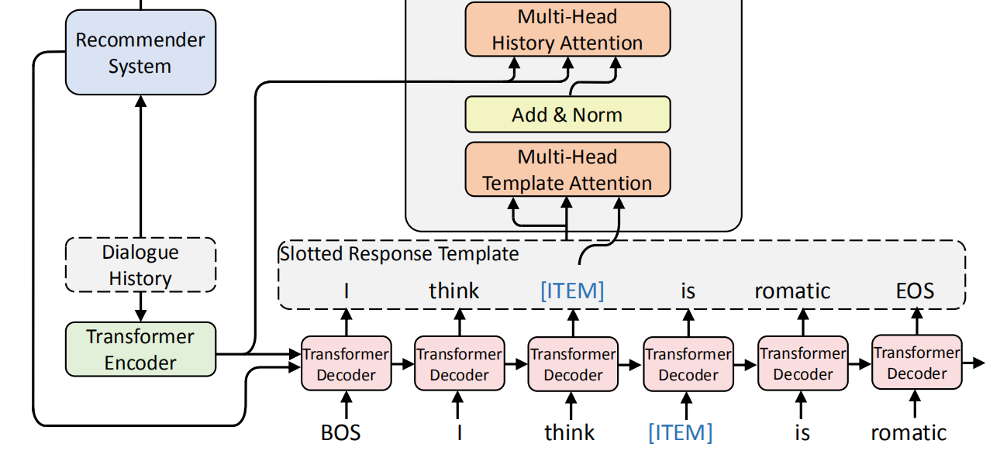 Recommender
System
Multi-Head
History Attention
Add & Norm
Multi-Head
Template Attention
Dialogue
History
Slotted Response Template
I think [ITEM] is romatic EOS
Transformer
Encoder
Transformer
Decoder
Transformer
Decoder
Transformer
Decoder
Transformer
Decoder
Transformer
Decoder
Transformer
Decoder
BOS I think [ITEM] is romatic